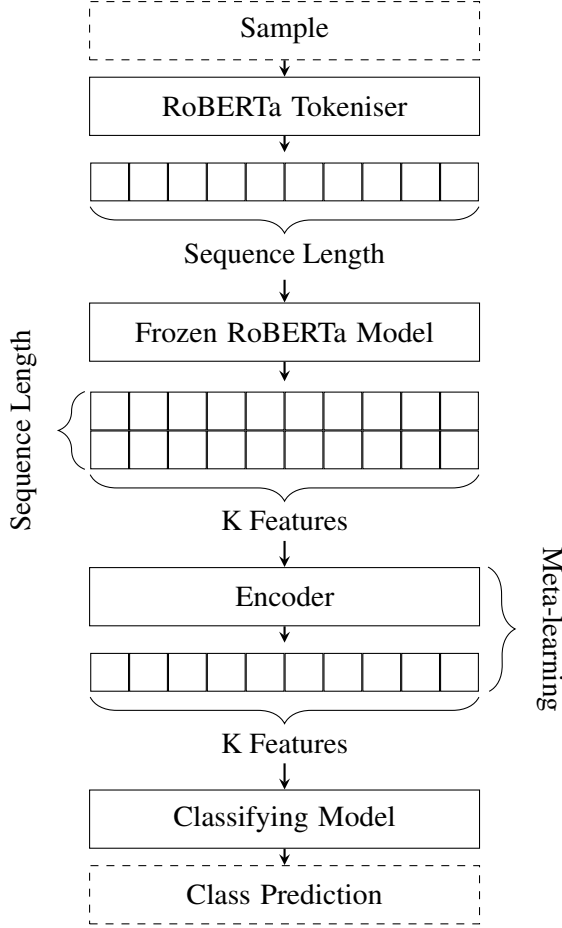 Sample
RoBERTa Tokeniser
Sequence Length
Frozen RoBERTa Model
Sequence Length
K Features
Encoder
Meta-learning
K Features
Classifying Model
Class Prediction